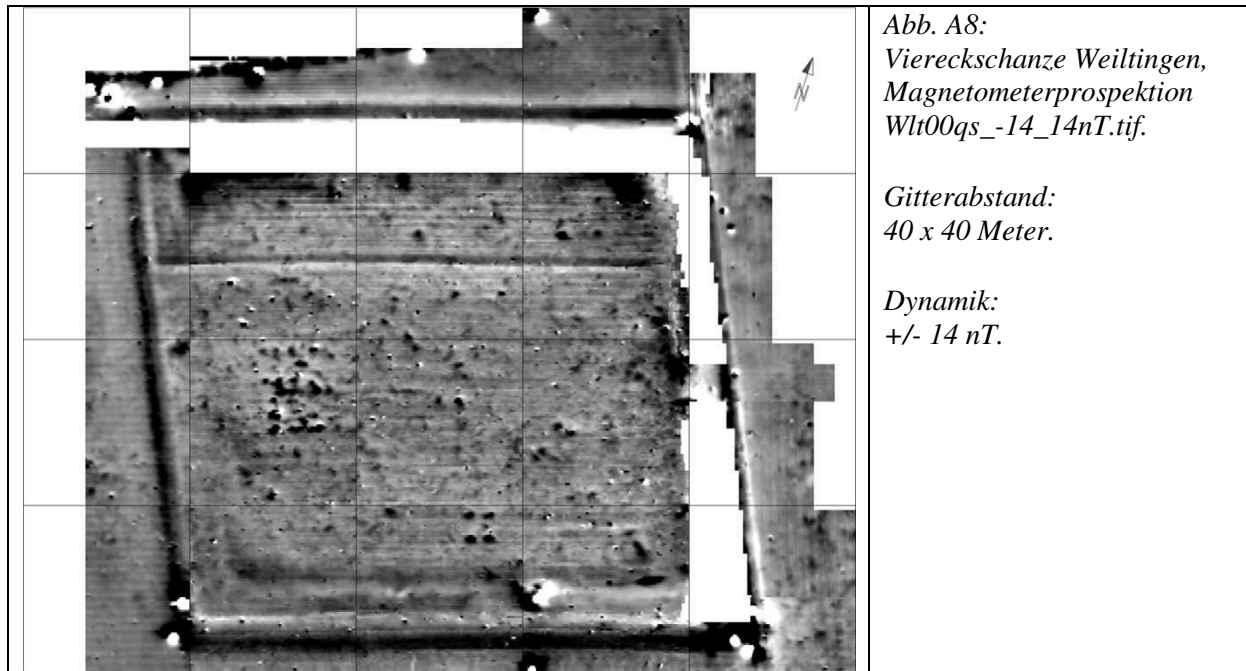 Abb. A8:
Viereckschanze Weiltingen,
Magnetometerprospektion
Wlt00qs_-14_14nT.tif.
Gitterabstand:
40 x 40 Meter.
Dynamik:
+/- 14 nT.
N